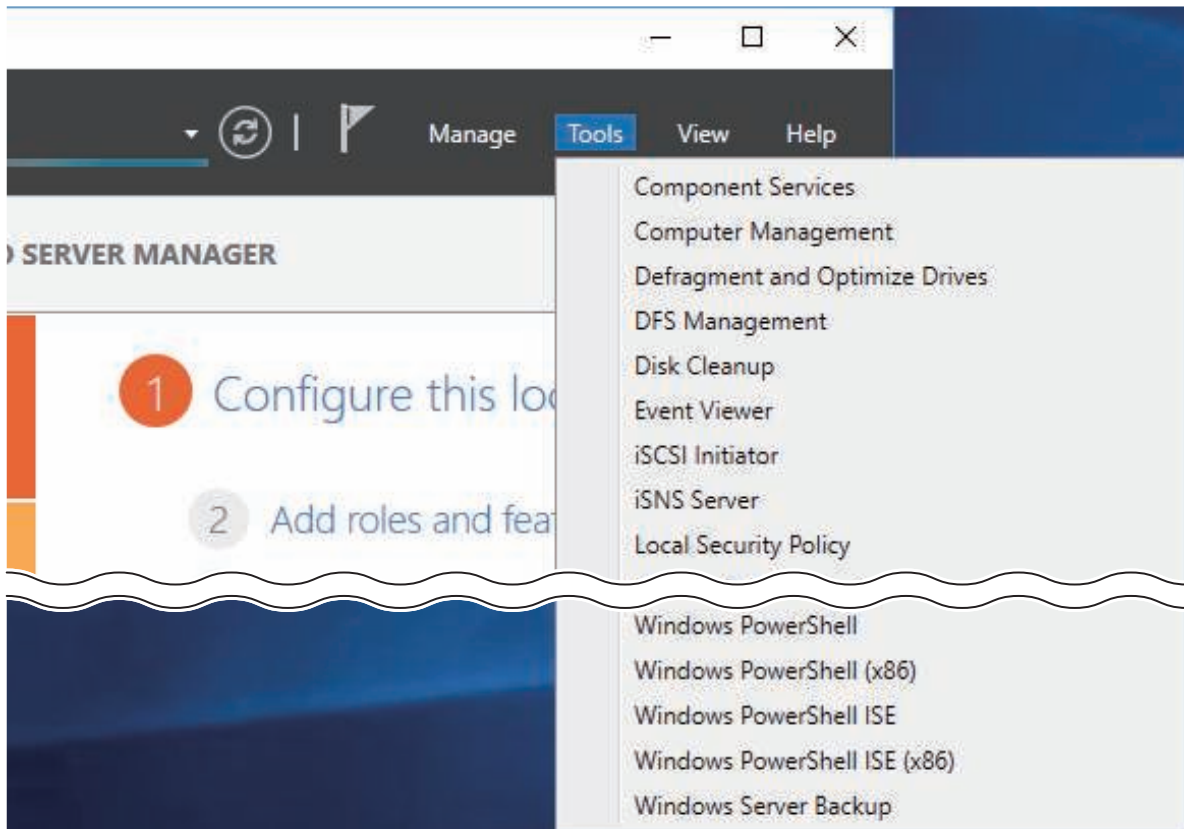 Manage Tools View Help
SERVER MANAGER
1 Configure this loc
2 Add roles and feat
Component Services
Computer Management
Defragment and Optimize Drives
DFS Management
Disk Cleanup
Event Viewer
iSCSI Initiator
iSNS Server
Local Security Policy
Windows PowerShell
Windows PowerShell (x86)
Windows PowerShell ISE
Windows PowerShell ISE (x86)
Windows Server Backup